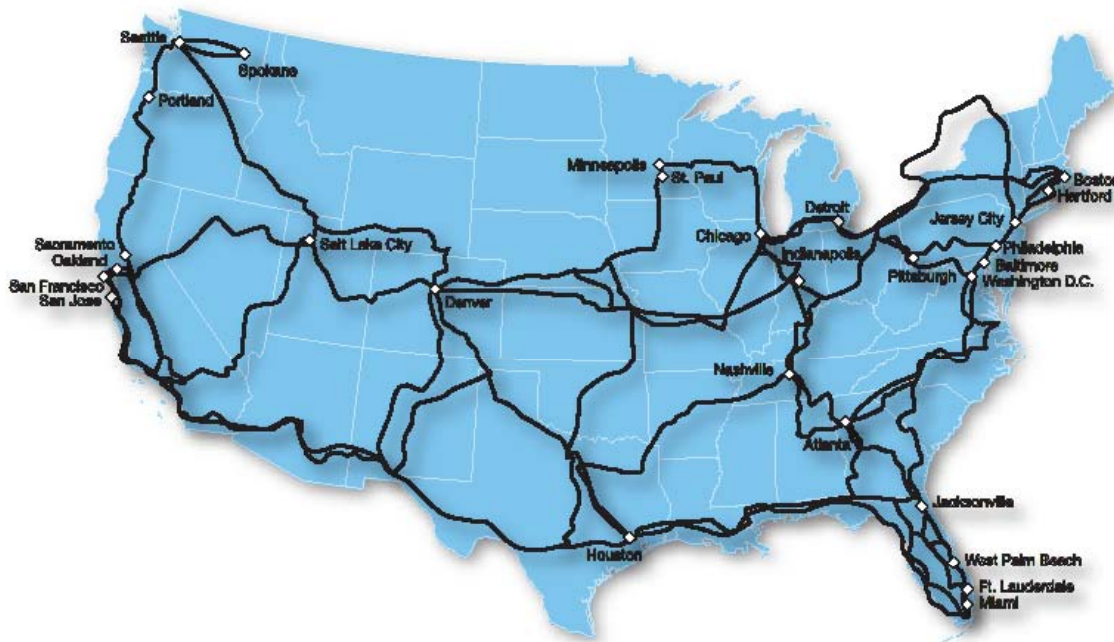 Seattle
Spokane
Portland
Minneapolis
St. Paul
Boston
Hartford
Detroit
Jersey City
Chicago
Sacramento
Salt Lake City
Philadelphia
Oakland
Indianapolis
Baltimore
Pittsburgh
San Francisco
Washington D.C.
San Jose
Denver
Nashville
Atlanta
Jacksonville
Houston
West Palm Beach
Ft. Lauderdale
Miami